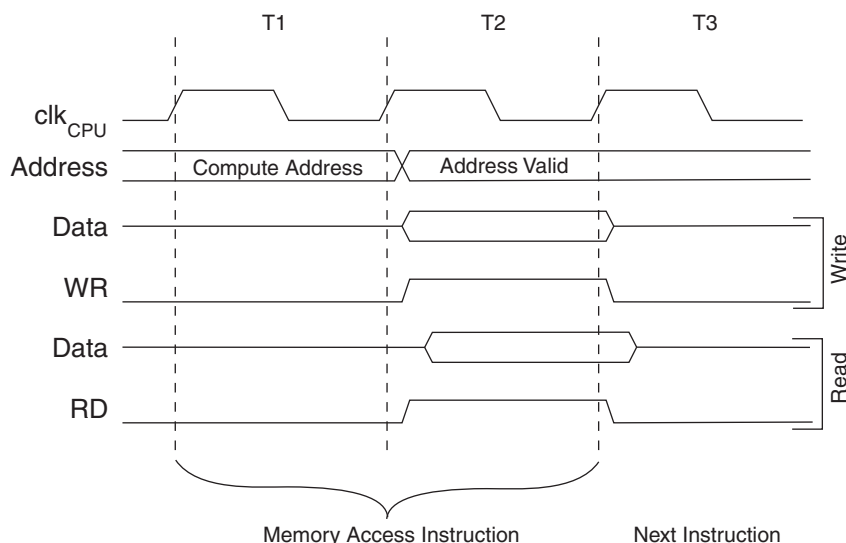 T1 T2 T3
clkCPU
Address Compute Address Address Valid
Data
WR
Write
Data
RD
Read
Memory Access Instruction Next Instruction